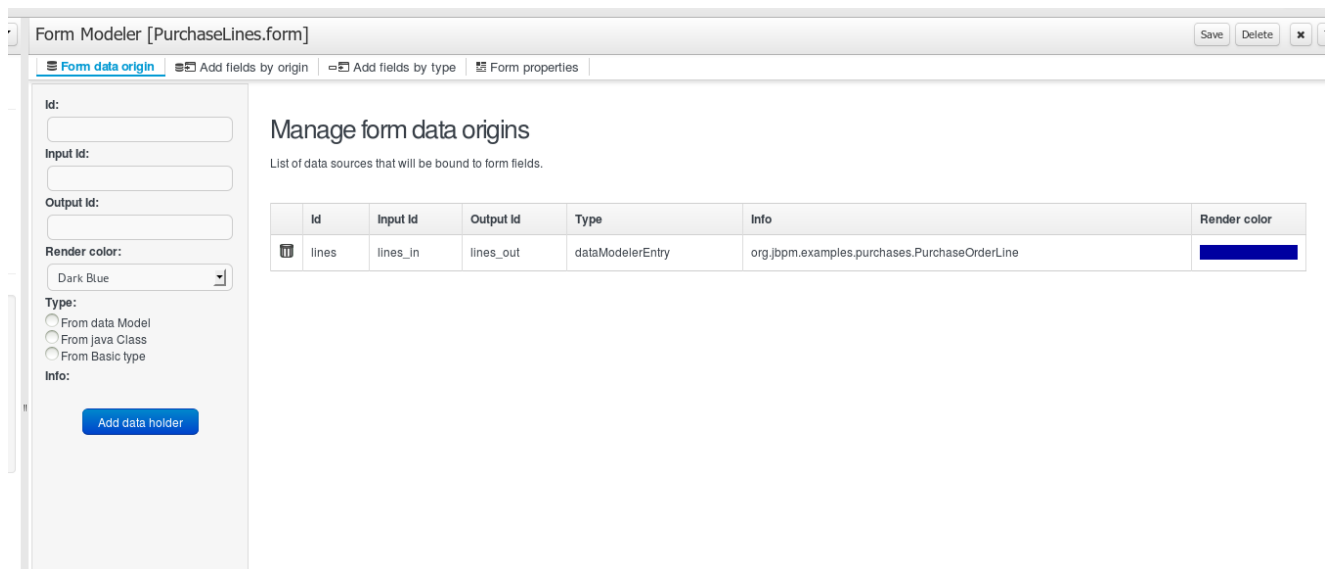 Form Modeler [PurchaseLines.form]
Save Delete
Form data origin Add fields by origin Add fields by type Form properties
Id:
Input Id:
Output Id:
Render color:
Dark Blue
Type:
From data Model
From java Class
From Basic type
Info:
Add data holder
Manage form data origins
List of data sources that will be bound to form fields.
Id Input Id Output Id Type Info Render color
lines lines_in lines_out dataModelerEntry org.jbpm.examples.purchases.PurchaseOrderLine